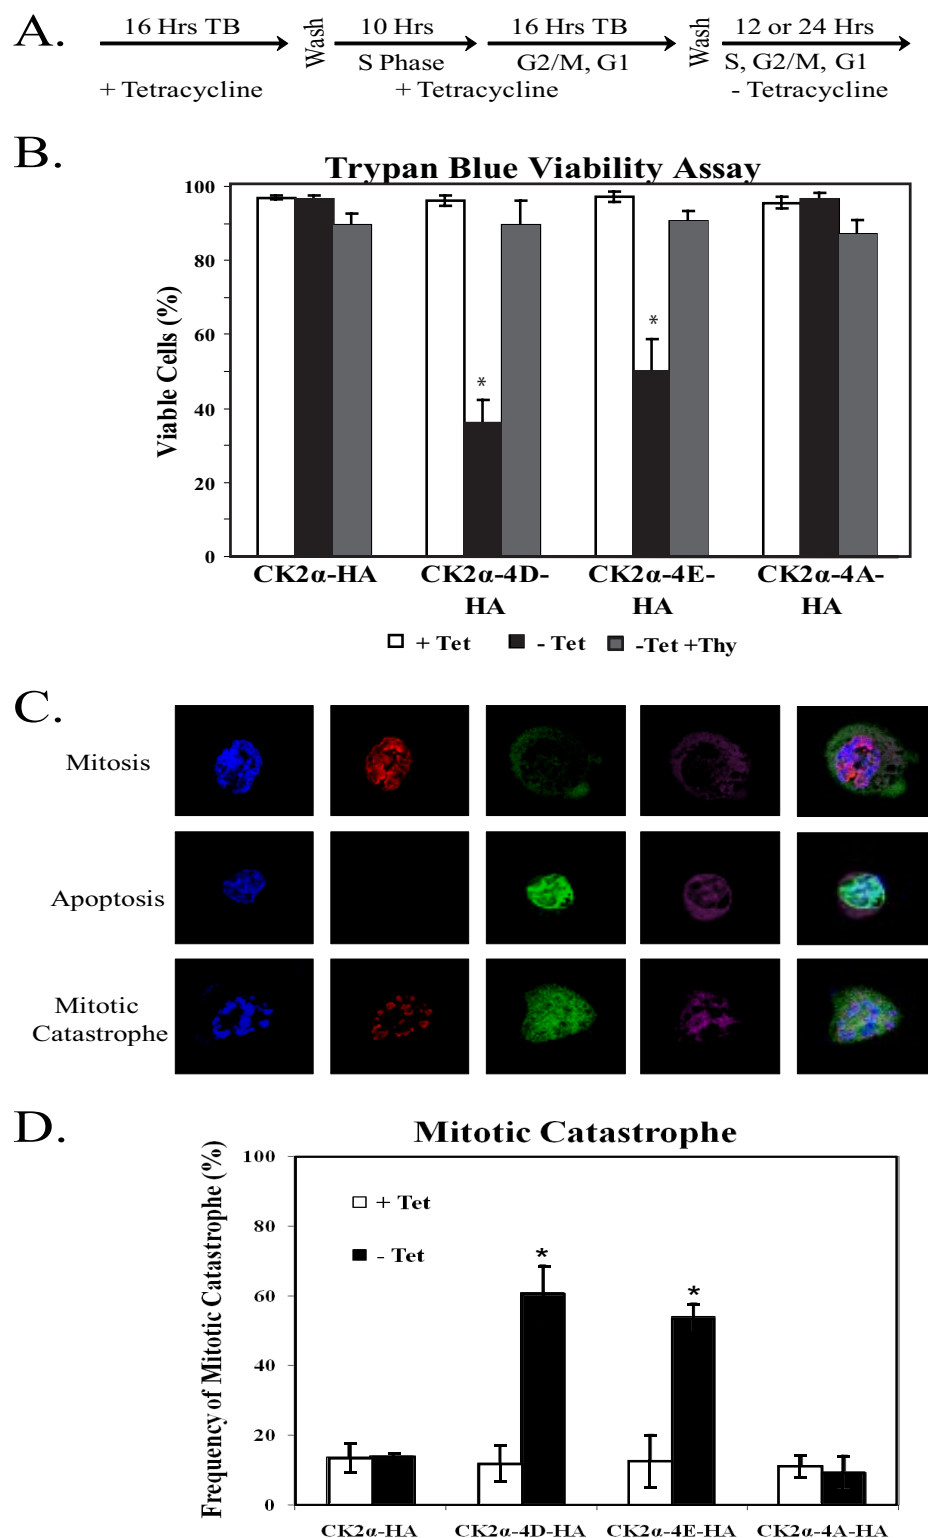 A.
16 Hrs TB
Wash
10 Hrs
16 Hrs TB
Wash
12 or 24 Hrs
S Phase
G2/M, G1
S, G2/M, G1
+ Tetracycline
+ Tetracycline
- Tetracycline
B.
Trypan Blue Viability Assay
Viable Cells (%)
100
80
60
40
20
0
*
*
CK2α-HA
CK2α-4D-
HA
CK2α-4E-
HA
CK2α-4A-
HA
+ Tet
- Tet
-Tet +Thy
C.
Mitosis
Apoptosis
Mitotic
Catastrophe
D.
Mitotic Catastrophe
Frequency of Mitotic Catastrophe (%)
100
80
60
40
20
0
+ Tet
- Tet
*
*
CK2α-HA
CK2α-4D-HA
CK2α-4E-HA
CK2α-4A-HA